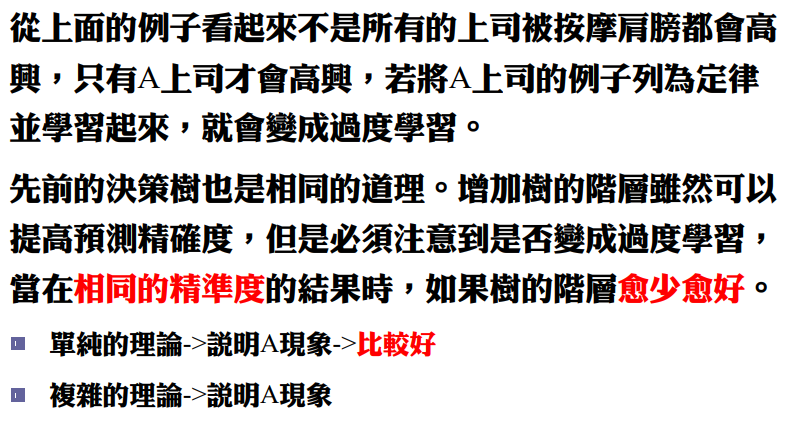 從上面的例子看起來不是所有的上司被按摩肩膀都會高
興，只有A上司才會高興，若將A上司的例子列為定律
並學習起來，就會變成過度學習。
先前的決策樹也是相同的道理。增加樹的階層雖然可以
提高預測精確度，但是必須注意到是否變成過度學習，
當在相同的精準度的結果時，如果樹的階層愈少愈好。
單純的理論->說明A現象->比較好
複雜的理論->說明A現象